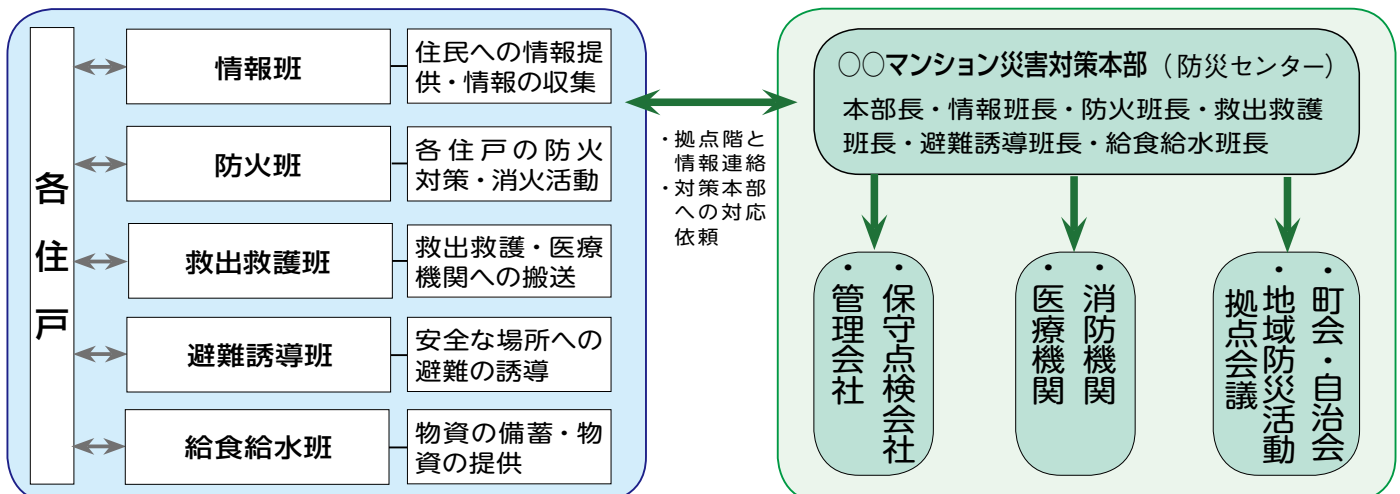 各住戸
情報班
住民への情報提
供・情報の収集
防火班
各住戸の防火
対策・消火活動
救出救護班
救出救護・医療
機関への搬送
避難誘導班
安全な場所への
避難の誘導
給食給水班
物資の備蓄・物
資の提供
・拠点階と
情報連絡
・対策本部
への対応
依頼
○○マンション災害対策本部（防災センター）
本部長・情報班長・防火班長・救出救護
班長・避難誘導班長・給食給水班長
・保守点検会社
・管理会社
・消防機関
・医療機関
・町会・自治会
・地域防災活動
拠点会議